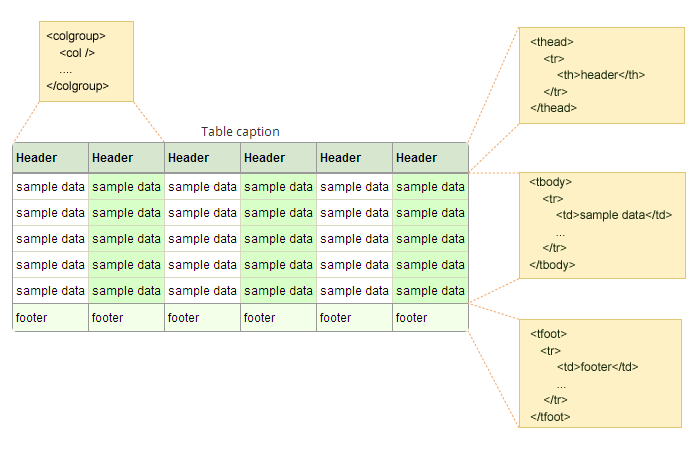 <colgroup>
<col />
....
</colgroup>
<thead>
<tr>
<th>header</th>
</tr>
</thead>
Table caption
Header Header Header Header Header Header
sample data sample data sample data sample data sample data sample data
sample data sample data sample data sample data sample data sample data
sample data sample data sample data sample data sample data sample data
sample data sample data sample data sample data sample data sample data
sample data sample data sample data sample data sample data sample data
footer footer footer footer footer footer
<tbody>
<tr>
<td>sample data</td>
...
</tr>
</tbody>
<tfoot>
<tr>
<td>footer</td>
...
</tr>
</tfoot>